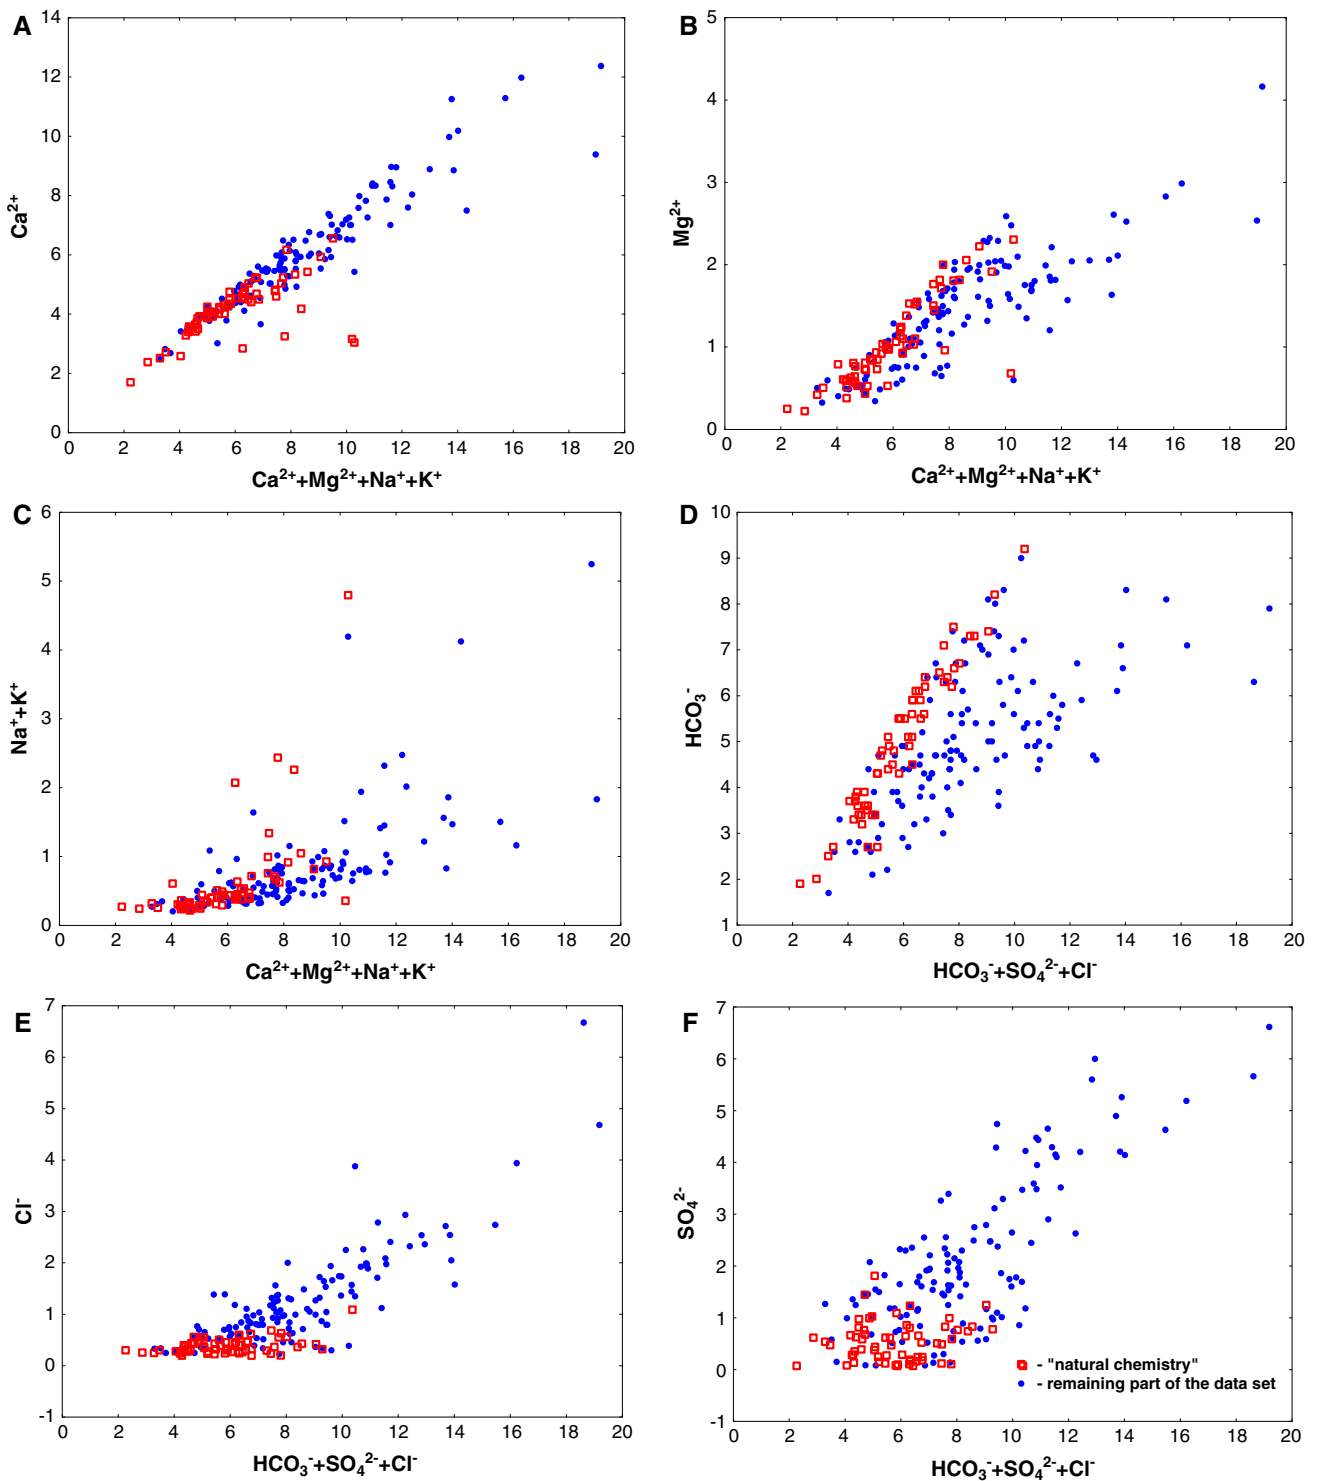 A
14
12
10
8
6
4
2
0
Ca²⁺
0 2 4 6 8 10 12 14 16 18 20
Ca²⁺+Mg²⁺+Na⁺+K⁺
B
5
4
3
2
1
0
Mg²⁺
0 2 4 6 8 10 12 14 16 18 20
Ca²⁺+Mg²⁺+Na⁺+K⁺
C
6
5
4
3
2
1
0
Na⁺+K⁺
0 2 4 6 8 10 12 14 16 18 20
Ca²⁺+Mg²⁺+Na⁺+K⁺
D
10
9
8
7
6
5
4
3
2
1
HCO₃⁻
0 2 4 6 8 10 12 14 16 18 20
HCO₃⁻+SO₄²⁻+Cl⁻
E
7
6
5
4
3
2
1
0
-1
Cl⁻
0 2 4 6 8 10 12 14 16 18 20
HCO₃⁻+SO₄²⁻+Cl⁻
F
7
6
5
4
3
2
1
0
-1
SO₄²⁻
- "natural chemistry"
- remaining part of the data set
0 2 4 6 8 10 12 14 16 18 20
HCO₃⁻+SO₄²⁻+Cl⁻